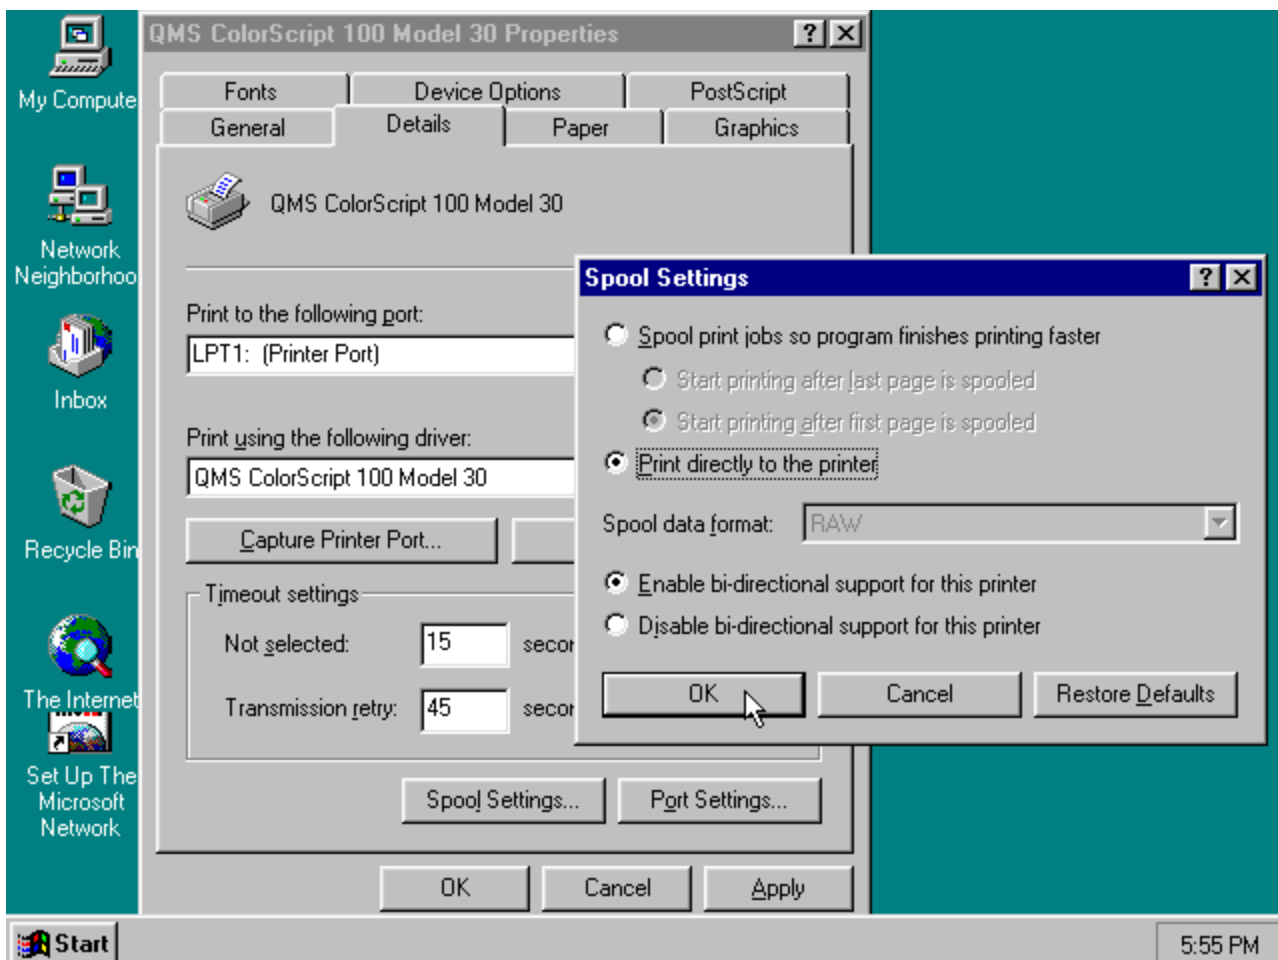 My Compute
Network
Neighborhoo
Inbox
Recycle Bin
The Internet
Set Up The
Microsoft
Network
QMS ColorScript 100 Model 30 Properties
Fonts
Device Options
PostScript
General
Details
Paper
Graphics
QMS ColorScript 100 Model 30
Print to the following port:
LPT1: (Printer Port)
Print using the following driver:
QMS ColorScript 100 Model 30
Capture Printer Port...
Timeout settings
Not selected:
15
secon
Transmission retry:
45
secon
Spool Settings...
Port Settings...
OK
Cancel
Apply
Spool Settings
Spool print jobs so program finishes printing faster
Start printing after last page is spooled
Start printing after first page is spooled
Print directly to the printer
Spool data format:
RAW
Enable bi-directional support for this printer
Disable bi-directional support for this printer
OK
Cancel
Restore Defaults
Start
5:55 PM